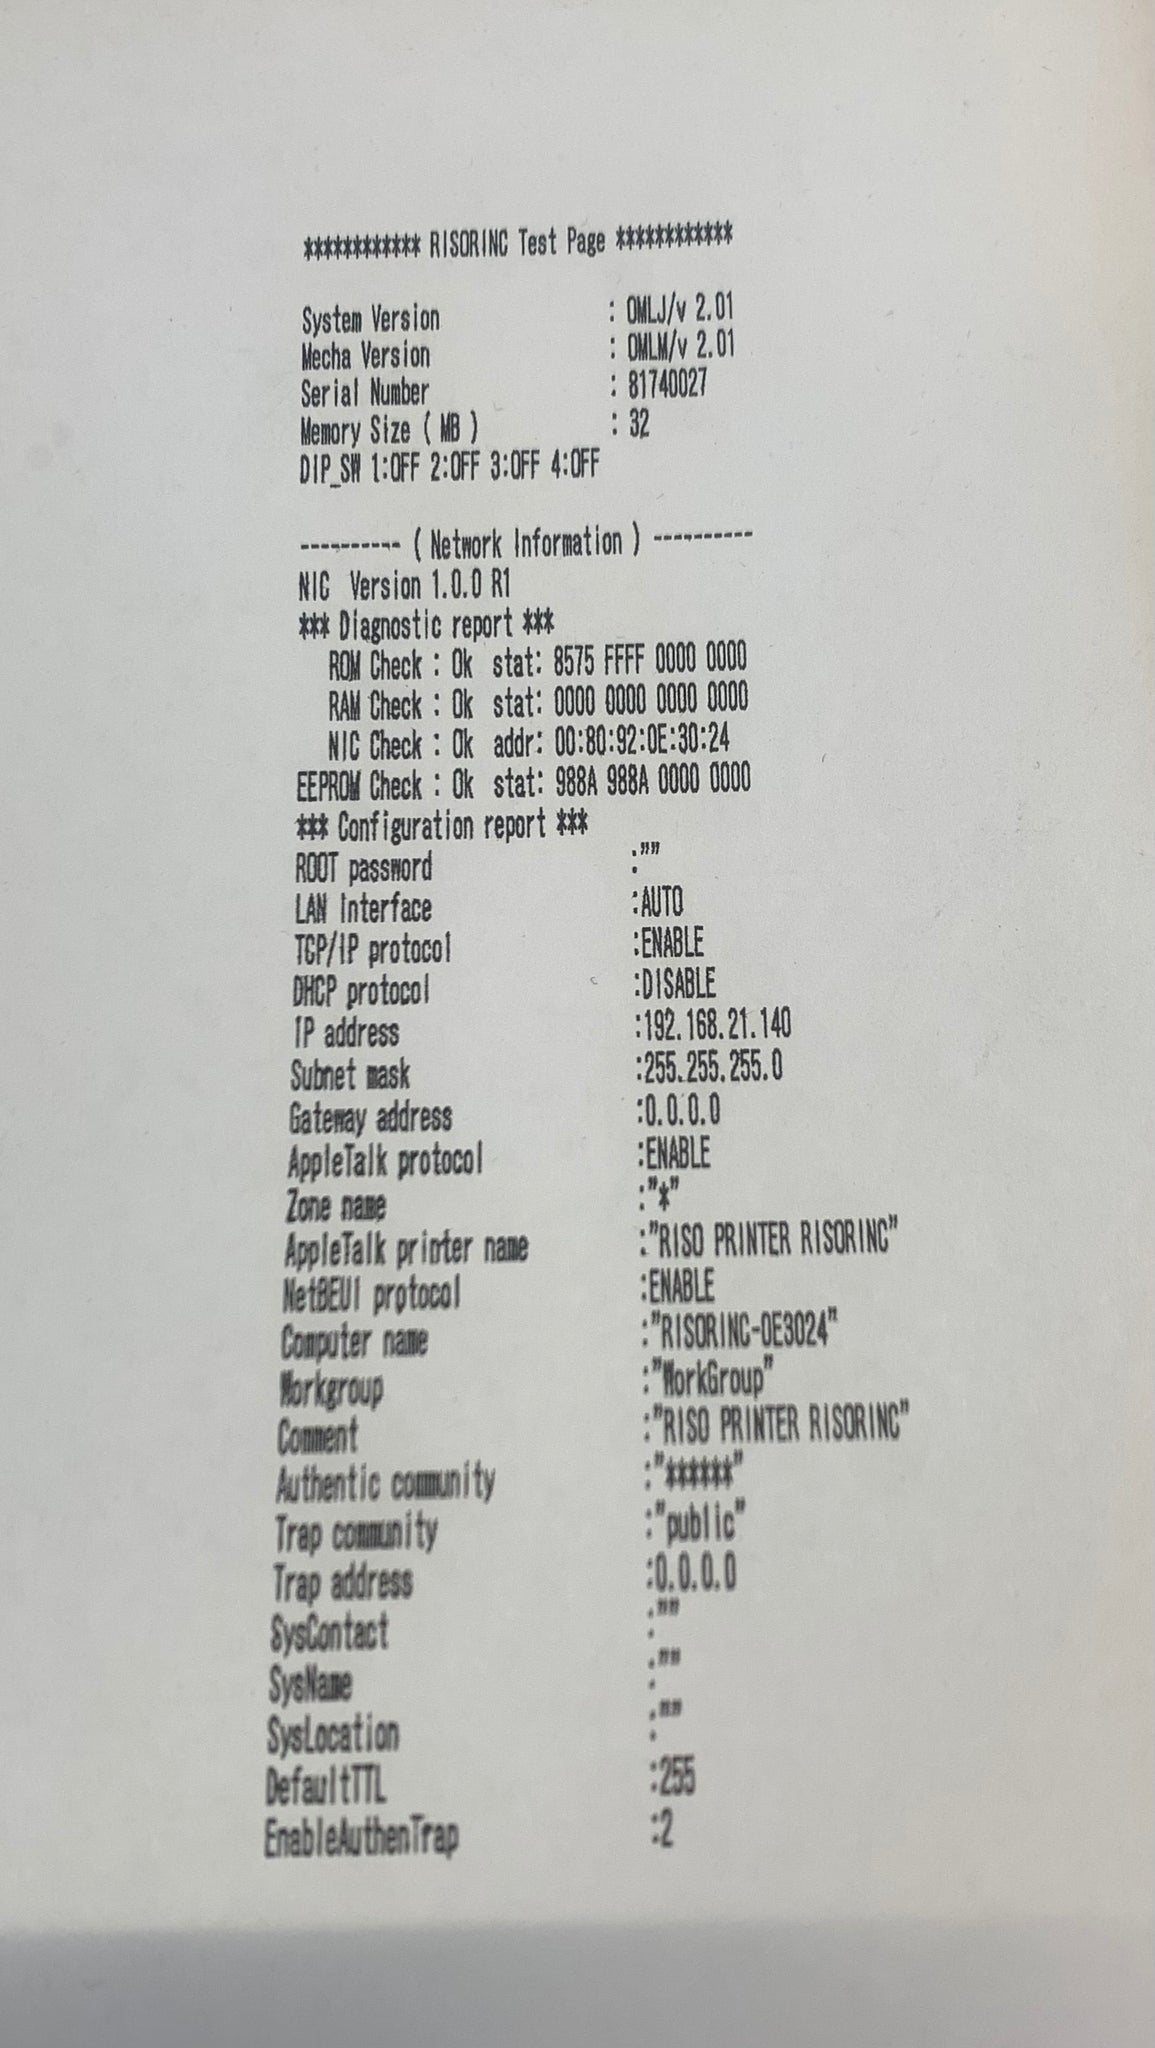 ************ RISORINC Test Page ************
System Version : OMLJ/v 2.01
Mecha Version : OMLM/v 2.01
Serial Number : 81740027
Memory Size ( MB ) : 32
DIP_SW 1:OFF 2:OFF 3:OFF 4:OFF
---------- ( Network Information ) ----------
NIC Version 1.0.0 R1
*** Diagnostic report ***
ROM Check : Ok stat: 8575 FFFF 0000 0000
RAM Check : Ok stat: 0000 0000 0000 0000
NIC Check : Ok addr: 00:80:92:0E:30:24
EEPROM Check : Ok stat: 988A 988A 0000 0000
*** Configuration report ***
ROOT password :""
LAN Interface :AUTO
TCP/IP protocol :ENABLE
DHCP protocol :DISABLE
IP address :192.168.21.140
Subnet mask :255.255.255.0
Gateway address :0.0.0.0
AppleTalk protocol :ENABLE
Zone name :"*"
AppleTalk printer name :"RISO PRINTER RISORINC"
NetBEUI protocol :ENABLE
Computer name :"RISORINC-0E3024"
Workgroup :"WorkGroup"
Comment :"RISO PRINTER RISORINC"
Authentic community :"******"
Trap community :"public"
Trap address :0.0.0.0
SysContact :""
SysName :""
SysLocation :""
DefaultTTL :255
EnableAuthenTrap :2